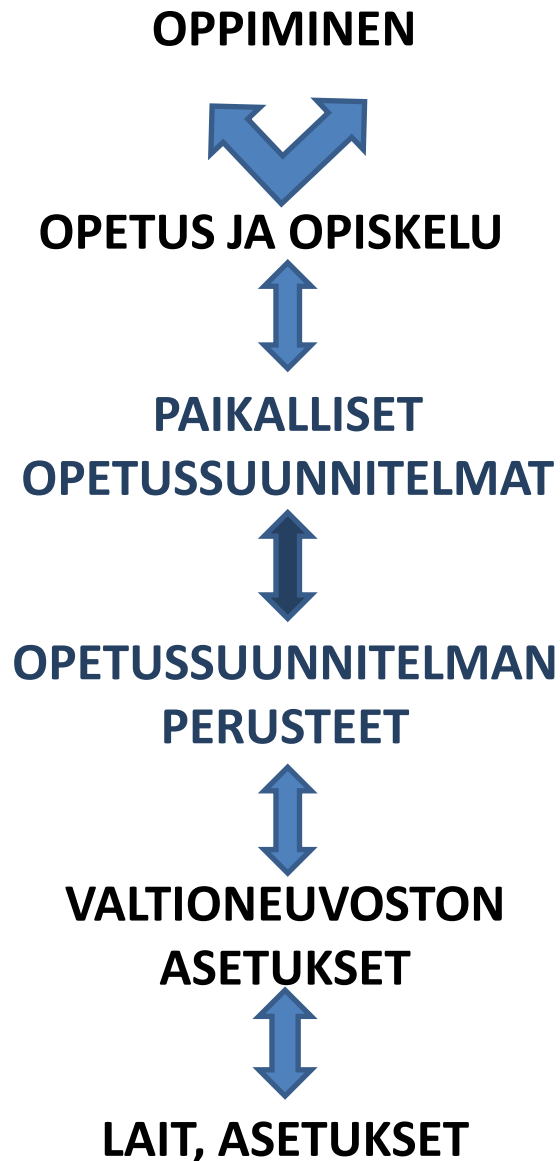 OPPIMINEN
OPETUS JA OPISKELU
PAIKALLISET
OPETUSSUUNNITELMAT
OPETUSSUUNNITELMAN
PERUSTEET
VALTIONEUVOSTON
ASETUKSET
LAIT, ASETUKSET